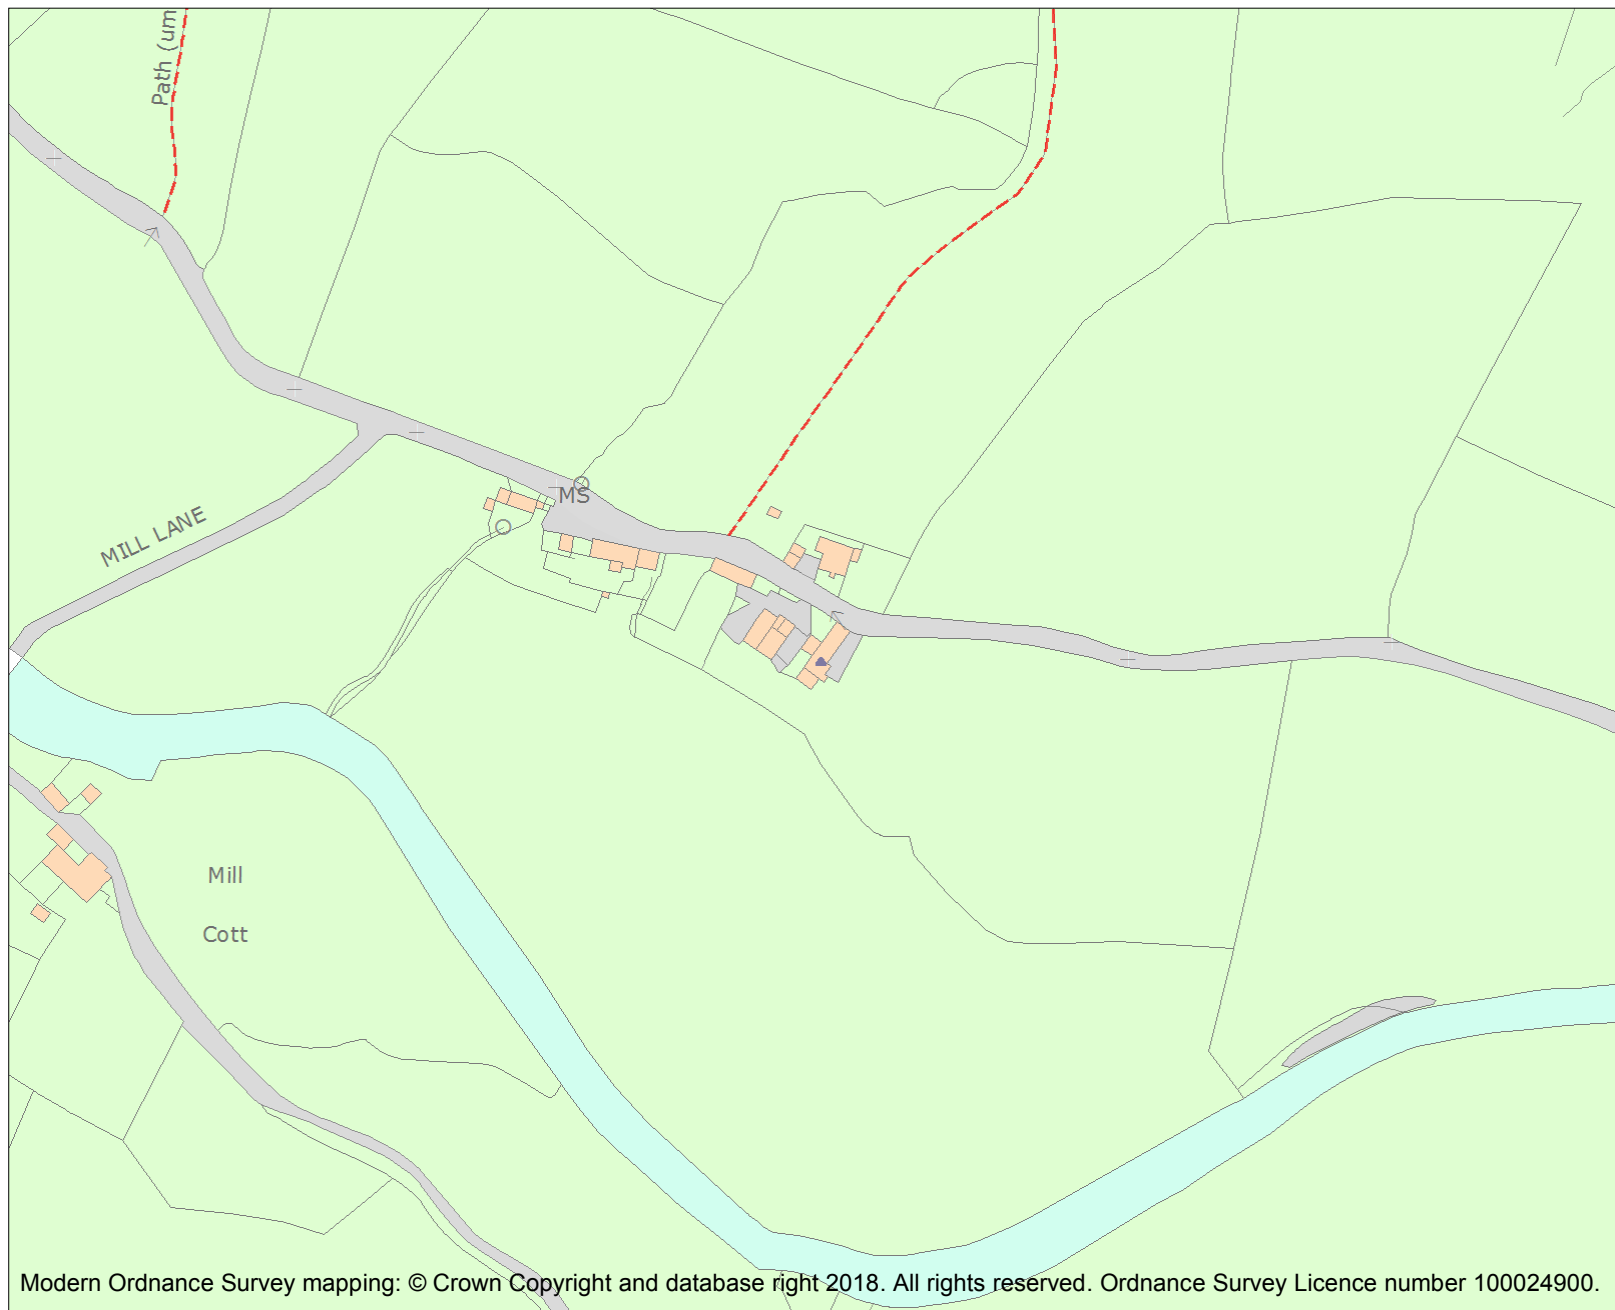 Path (um
MS
MILL LANE
Mill
Cott
Modern Ordnance Survey mapping: © Crown Copyright and database right 2018. All rights reserved. Ordnance Survey Licence number 100024900.